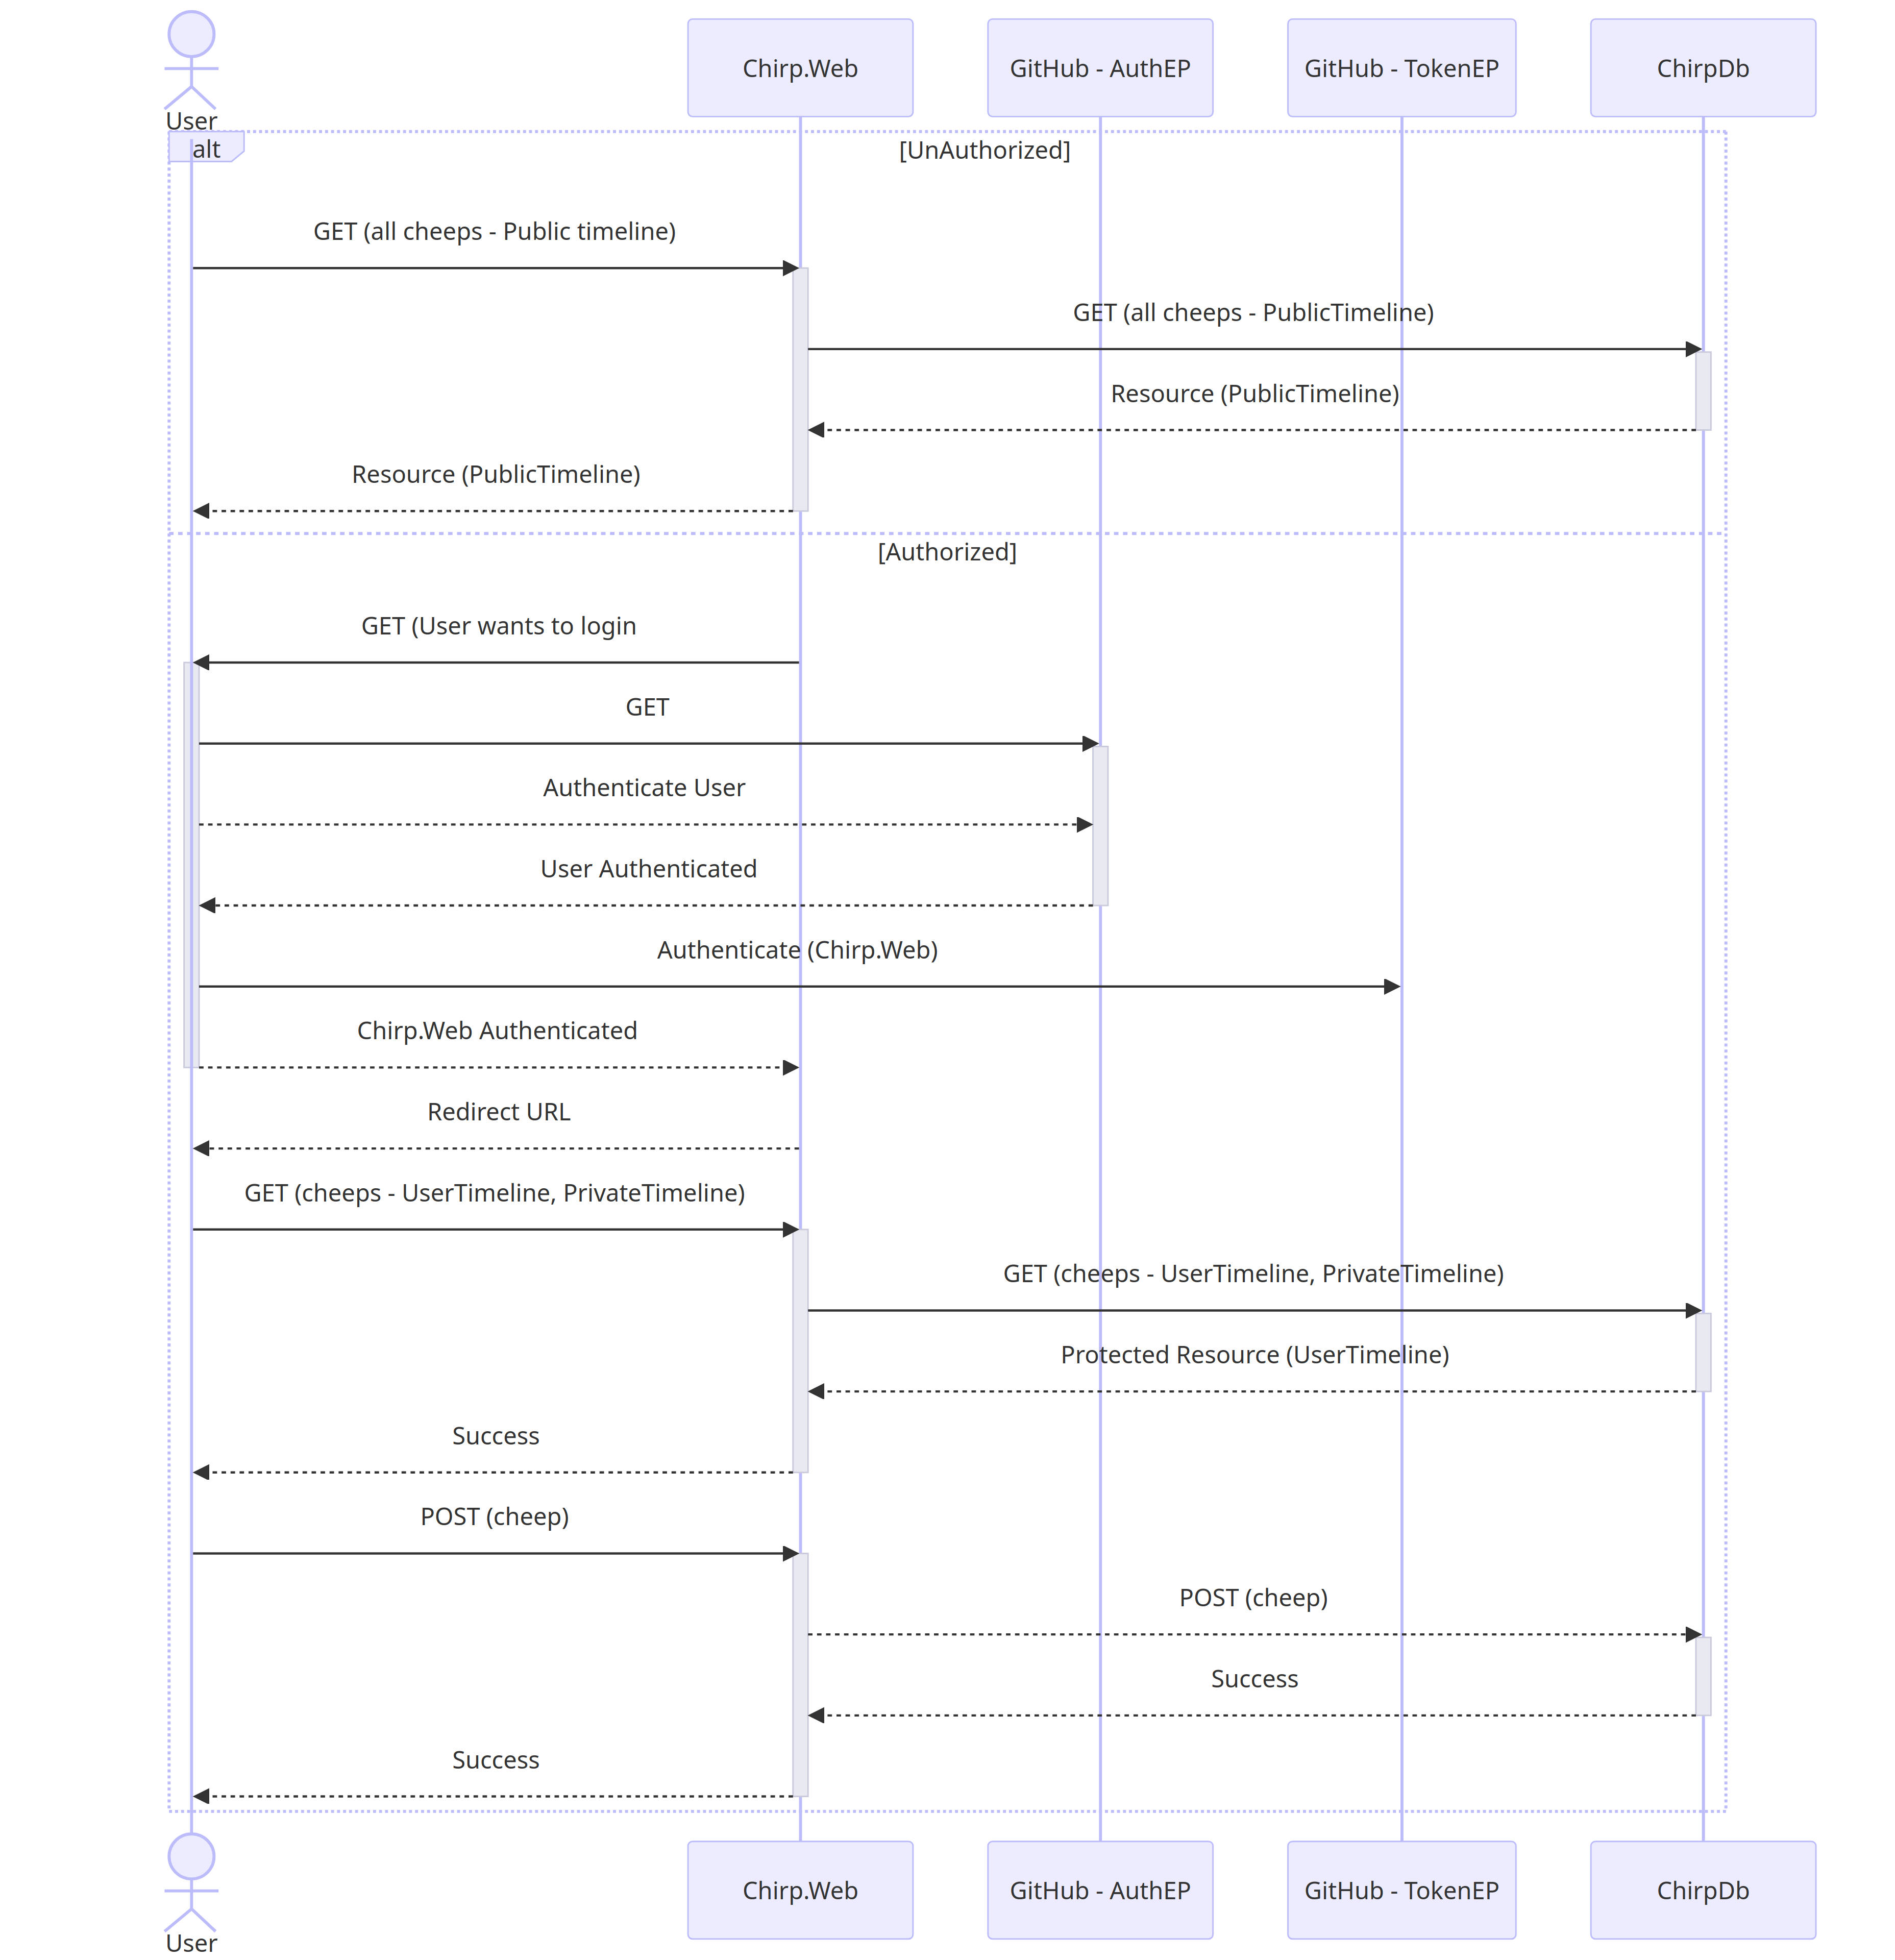 User
Chirp.Web
GitHub - AuthEP
GitHub - TokenEP
ChirpDb
alt
[UnAuthorized]
GET (all cheeps - Public timeline)
GET (all cheeps - PublicTimeline)
Resource (PublicTimeline)
Resource (PublicTimeline)
[Authorized]
GET (User wants to login
GET
Authenticate User
User Authenticated
Authenticate (Chirp.Web)
Chirp.Web Authenticated
Redirect URL
GET (cheeps - UserTimeline, PrivateTimeline)
GET (cheeps - UserTimeline, PrivateTimeline)
Protected Resource (UserTimeline)
Success
POST (cheep)
POST (cheep)
Success
Success
User
Chirp.Web
GitHub - AuthEP
GitHub - TokenEP
ChirpDb